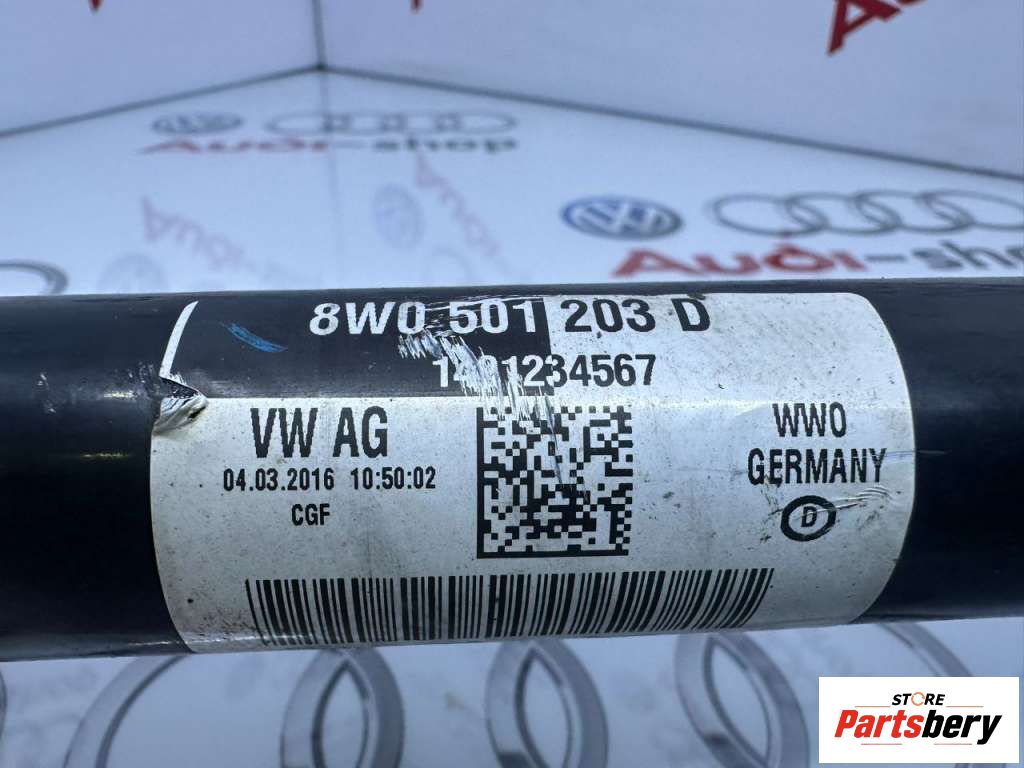 Audi-shop
Audi-shop
8W0 501 203 D
VW AG
04.03.2016 10:50:02
CGF
WWO
GERMANY
D
STORE
Partsbery